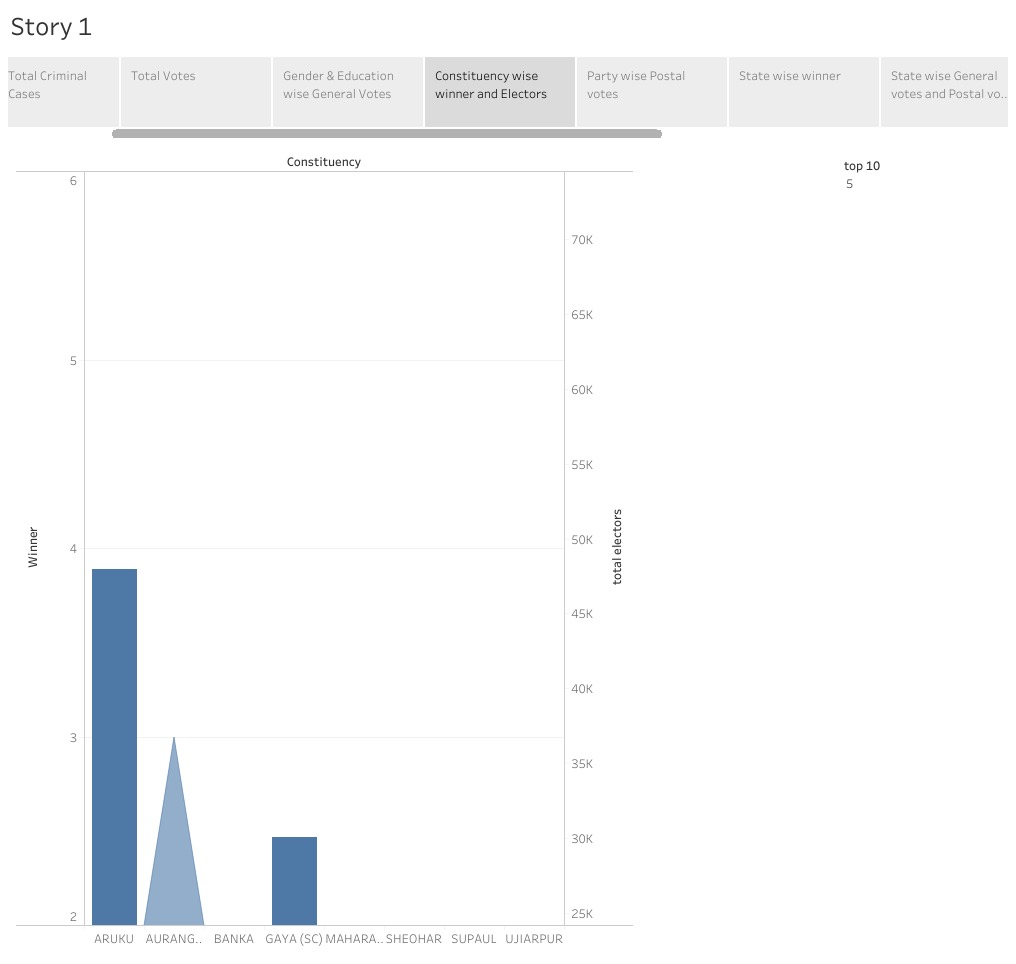 Story 1
Total Criminal
Cases
Total Votes
Gender & Education
wise General Votes
Constituency wise
winner and Electors
Party wise Postal
votes
State wise winner
State wise General
votes and Postal vo..
Constituency
top 10
5
6
5
4
3
2
Winner
70K
65K
60K
55K
50K
45K
40K
35K
30K
25K
total electors
ARUKU AURANG.. BANKA GAYA (SC) MAHARA.. SHEOHAR SUPAUL UJIARPUR